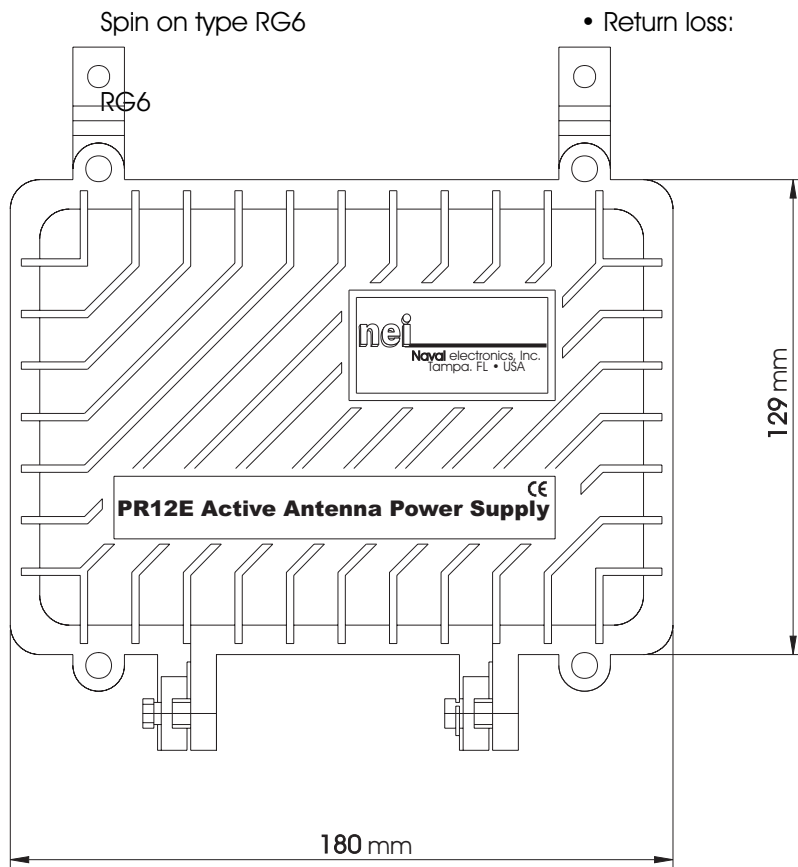 Spin on type RG6
• Return loss:
RG6
nei
Naval electronics, Inc.
Tampa. FL • USA
129 mm
CE
PR12E Active Antenna Power Supply
180 mm